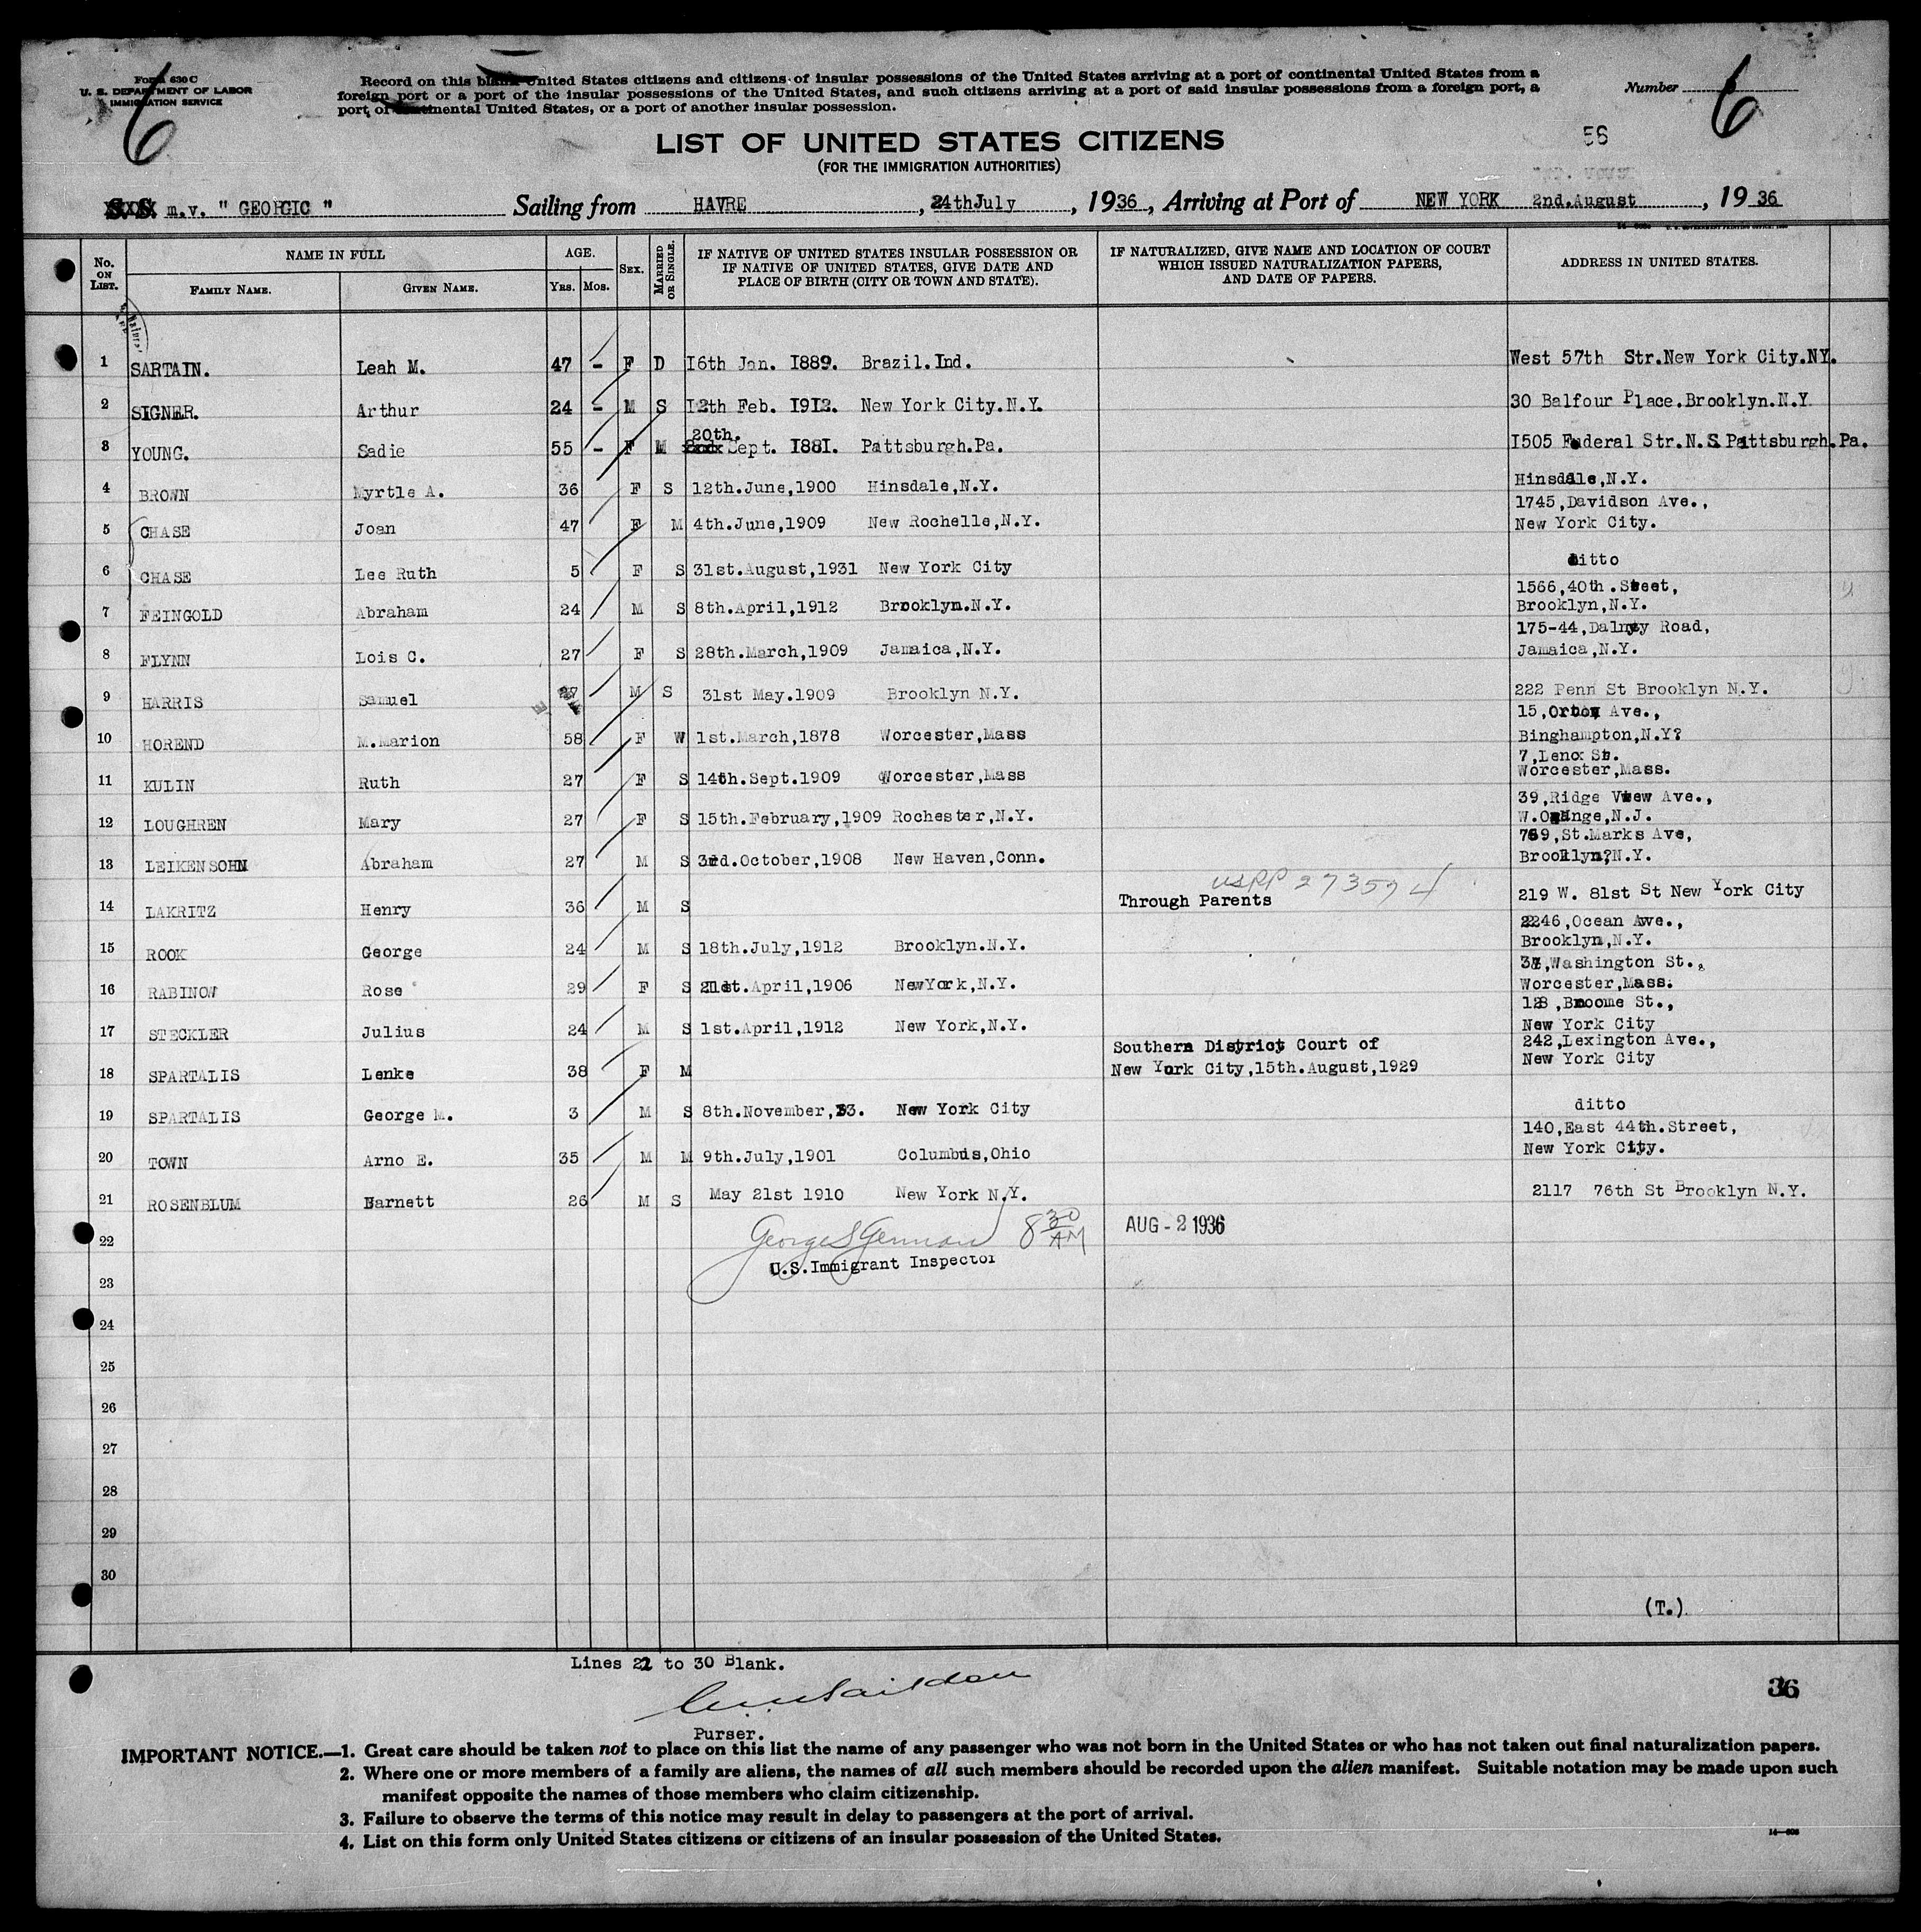 Form 630 C
U. S. DEPARTMENT OF LABOR
IMMIGRATION SERVICE
6
Record on this blank United States citizens and citizens of insular possessions of the United States arriving at a port of continental United States from a
foreign port or a port of the insular possessions of the United States, and such citizens arriving at a port of said insular possessions from a foreign port, a
port of continental United States, or a port of another insular possession.
Number 6
56
LIST OF UNITED STATES CITIZENS
(FOR THE IMMIGRATION AUTHORITIES)
S. S. m.v. " GEORGIC " Sailing from HAVRE , 24thJuly , 1936 , Arriving at Port of NEW YORK 2nd.August , 19 36
No. ON LIST. NAME IN FULL AGE. SEX. MARRIED OR SINGLE. IF NATIVE OF UNITED STATES INSULAR POSSESSION OR IF NATIVE OF UNITED STATES, GIVE DATE AND PLACE OF BIRTH (CITY OR TOWN AND STATE). IF NATURALIZED, GIVE NAME AND LOCATION OF COURT WHICH ISSUED NATURALIZATION PAPERS, AND DATE OF PAPERS. ADDRESS IN UNITED STATES.
FAMILY NAME. GIVEN NAME. YRS. MOS.
1 SARTAIN. Leah M. 47 - F D I6th Jan. I889. Brazil.Ind. West 57th Str.New York City.NY.
2 SIGNER. Arthur 24 - M S I2th Feb. I912. New York City.N.Y. 30 Balfour Place.Brooklyn.N.Y
3 YOUNG. Sadie 55 - F M 20th. Sept. I88I. Pattsburgh.Pa. I505 Federal Str.N.S Pattsburgh.Pa.
4 BROWN Myrtle A. 36 F S 12th.June,1900 Hinsdale,N.Y. Hinsdale,N.Y.
5 CHASE Joan 47 F M 4th.June,1909 New Rochelle,N.Y. 1745,Davidson Ave.,
New York City.
6 CHASE Lee Ruth 5 F S 31st.August,1931 New York City ditto
7 FEINGOLD Abraham 24 M S 8th.April,1912 Brooklyn.N.Y. 1566,40th.Street,
Brooklyn,N.Y.
8 FLYNN Lois C. 27 F S 28th.March,1909 Jamaica,N.Y. 175-44,Dalny Road,
Jamaica,N.Y.
9 HARRIS Samuel 27 M S 31st May.1909 Brooklyn N.Y. 222 Penn St Brooklyn N.Y.
10 HOREND M.Marion 58 F W 1st.March,1878 Worcester,Mass 15, Ave.,
Binghampton,N.Y?
11 KULIN Ruth 27 F S 14th.Sept.1909 Worcester,Mass 7,Lenox St.
Worcester,Mass.
12 LOUGHREN Mary 27 F S 15th.February,1909 Rochester,N.Y. 39,Ridge View Ave.,
W.Orange,N.J.
13 LEIKENSOHN Abraham 27 M S 3rd.October,1908 New Haven,Conn. 769,St.Marks Ave,
Brooklyn?N.Y.
14 LAKRITZ Henry 36 M S USPP 273574
Through Parents 219 W. 81st St New York City
15 ROOK George 24 M S 18th.July,1912 Brooklyn.N.Y. 2246,Ocean Ave.,
Brooklyn,N.Y.
16 RABINOW Rose 29 F S 21st.April,1906 NewYork,N.Y. 37,Washington St.,
Worcester,Mass.
17 STECKLER Julius 24 M S 1st.April,1912 New York,N.Y. 128,Broome St.,
New York City
18 SPARTALIS Lenke 38 F M Southern District Court of
New York City,15th.August,1929 242,Lexington Ave.,
New York City
19 SPARTALIS George M. 3 M S 8th.November,33. New York City ditto
20 TOWN Arno E. 35 M M 9th.July,1901 Columbus,Ohio 140,East 44th.Street,
New York City.
21 ROSENBLUM Barnett 26 M S May 21st 1910 New York N.Y. 2117 76th St Brooklyn N.Y.
22 George S German 8 30 AM AUG - 2 1936
U.S.Immigrant Inspector
23
24
25
26
27
28
29
30
(T.)
Lines 22 to 30 Blank.
Purser.
36
IMPORTANT NOTICE.—1. Great care should be taken not to place on this list the name of any passenger who was not born in the United States or who has not taken out final naturalization papers.
2. Where one or more members of a family are aliens, the names of all such members should be recorded upon the alien manifest. Suitable notation may be made upon such
manifest opposite the names of those members who claim citizenship.
3. Failure to observe the terms of this notice may result in delay to passengers at the port of arrival.
4. List on this form only United States citizens or citizens of an insular possession of the United States.